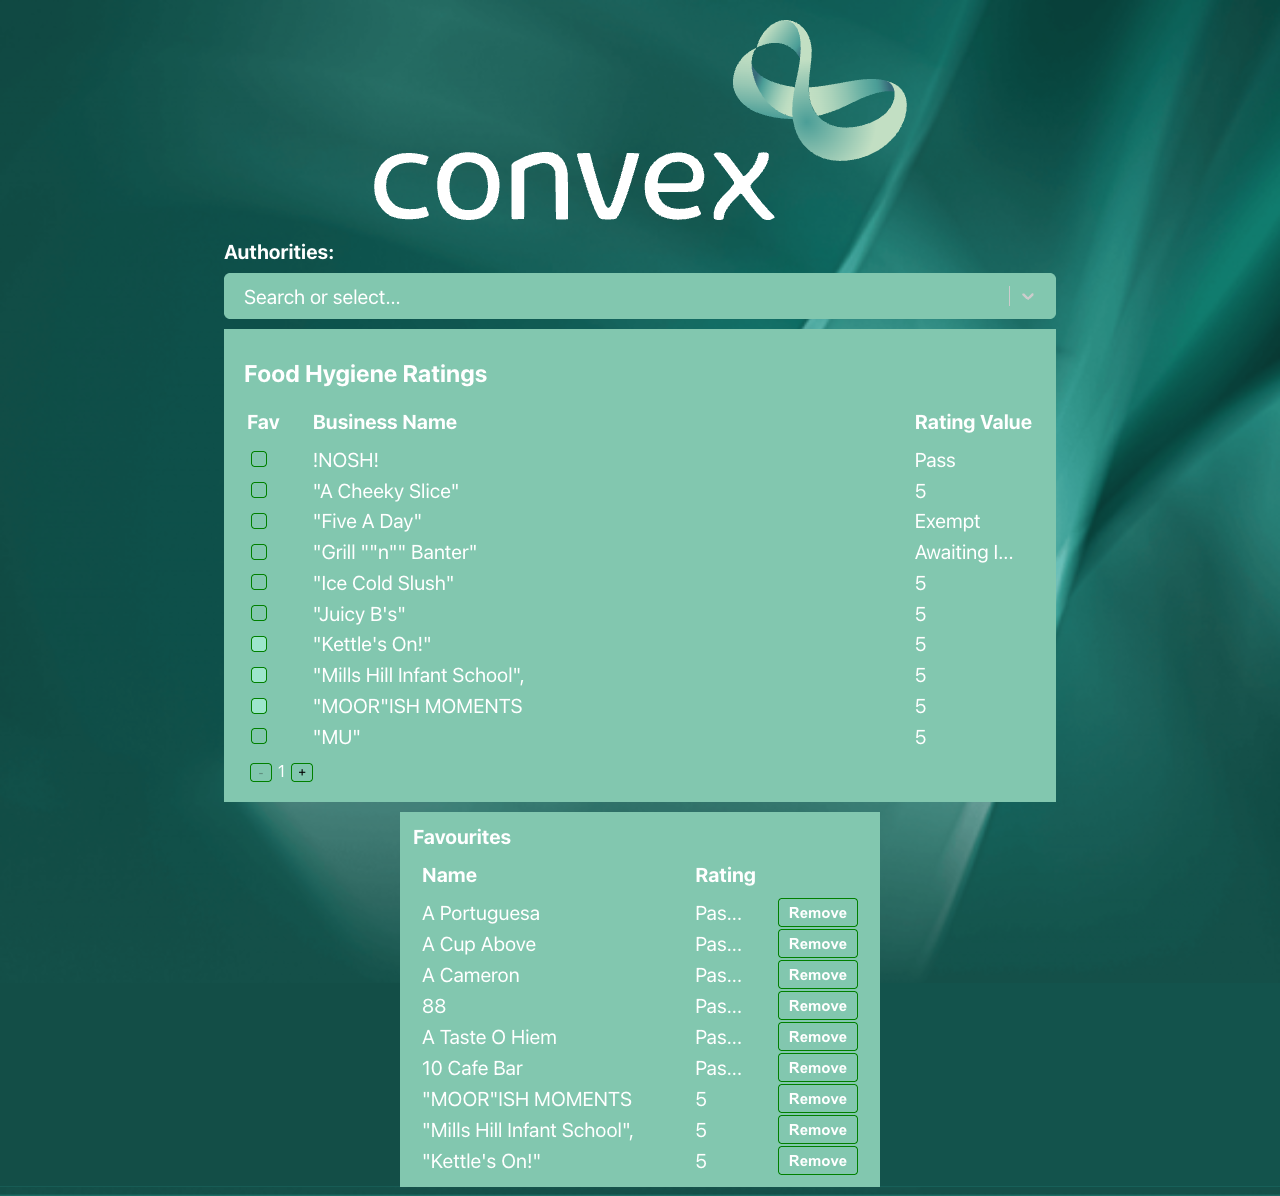 convex
Authorities:
Search or select...
Food Hygiene Ratings
Fav Business Name Rating Value
!NOSH! Pass
"A Cheeky Slice" 5
"Five A Day" Exempt
"Grill ""n"" Banter" Awaiting I...
"Ice Cold Slush" 5
"Juicy B's" 5
"Kettle's On!" 5
"Mills Hill Infant School", 5
"MOOR"ISH MOMENTS 5
"MU" 5
- 1 +
Favourites
Name Rating
A Portuguesa Pas... Remove
A Cup Above Pas... Remove
A Cameron Pas... Remove
88 Pas... Remove
A Taste O Hiem Pas... Remove
10 Cafe Bar Pas... Remove
"MOOR"ISH MOMENTS 5 Remove
"Mills Hill Infant School", 5 Remove
"Kettle's On!" 5 Remove